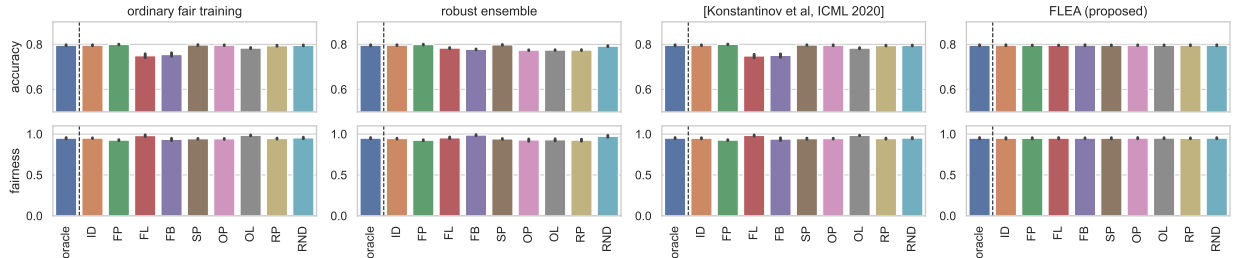 ordinary fair training
robust ensemble
[Konstantinov et al, ICML 2020]
FLEA (proposed)
accuracy
0.8
0.6
0.8
0.6
0.8
0.6
0.8
0.6
fairness
1.0
0.5
0.0
1.0
0.5
0.0
1.0
0.5
0.0
1.0
0.5
0.0
oracle ID FP FL FB SP OP OL RP RND
oracle ID FP FL FB SP OP OL RP RND
oracle ID FP FL FB SP OP OL RP RND
oracle ID FP FL FB SP OP OL RP RND